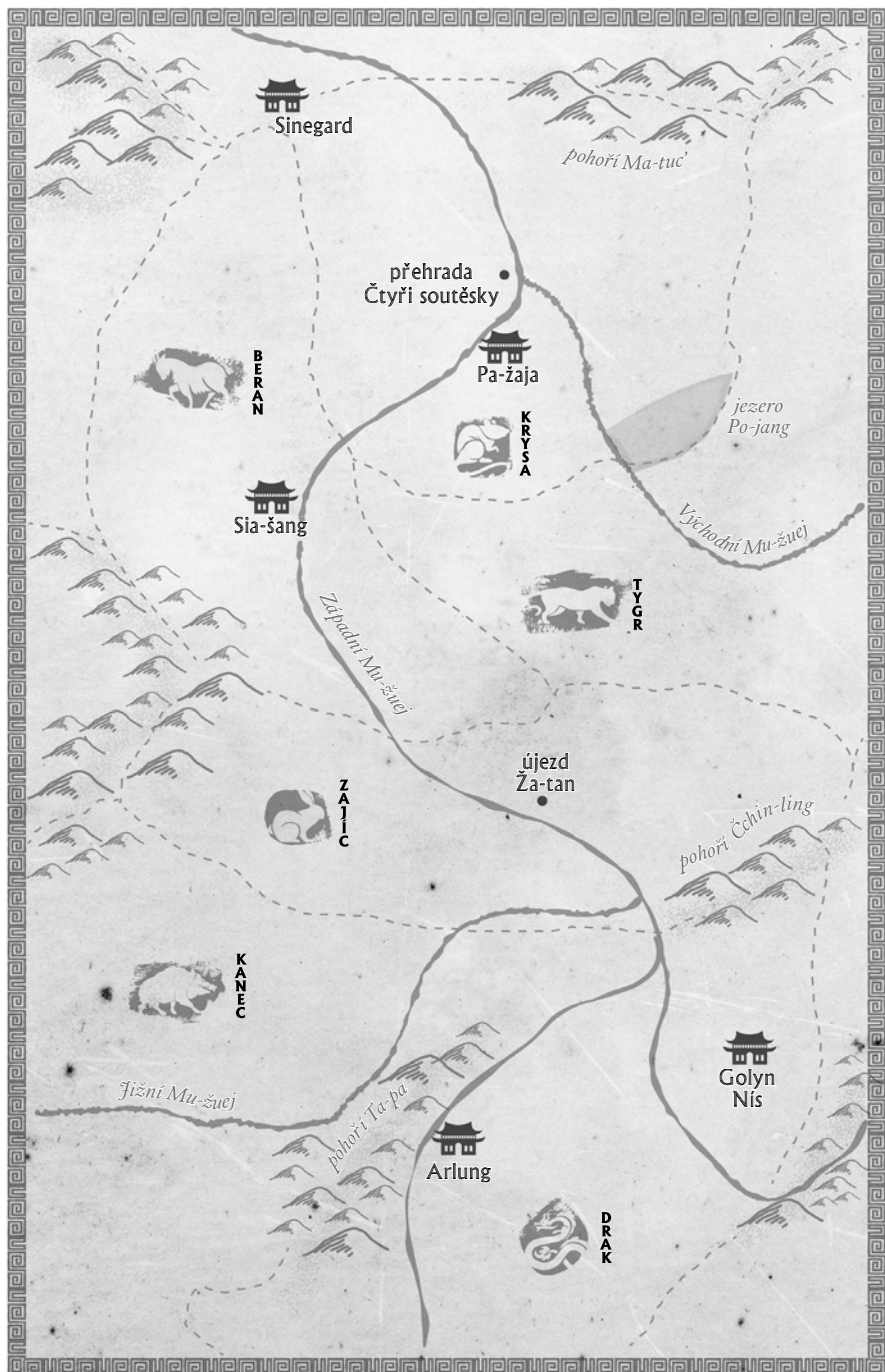 Sinegard
pohoří Ma-tuc'
přehrada
Čtyři soutěsky
Pa-žaja
BERAN
KRYSA
jezero
Po-jang
Sia-šang
Východní Mu-žuej
TYGR
Západní Mu-žuej
újezd
Ža-tan
ZAJÍC
pohoří Čchin-ling
KANEC
Golyn
Nís
Jižní Mu-žuej
pohoří Ta-pa
Arlung
DRAK